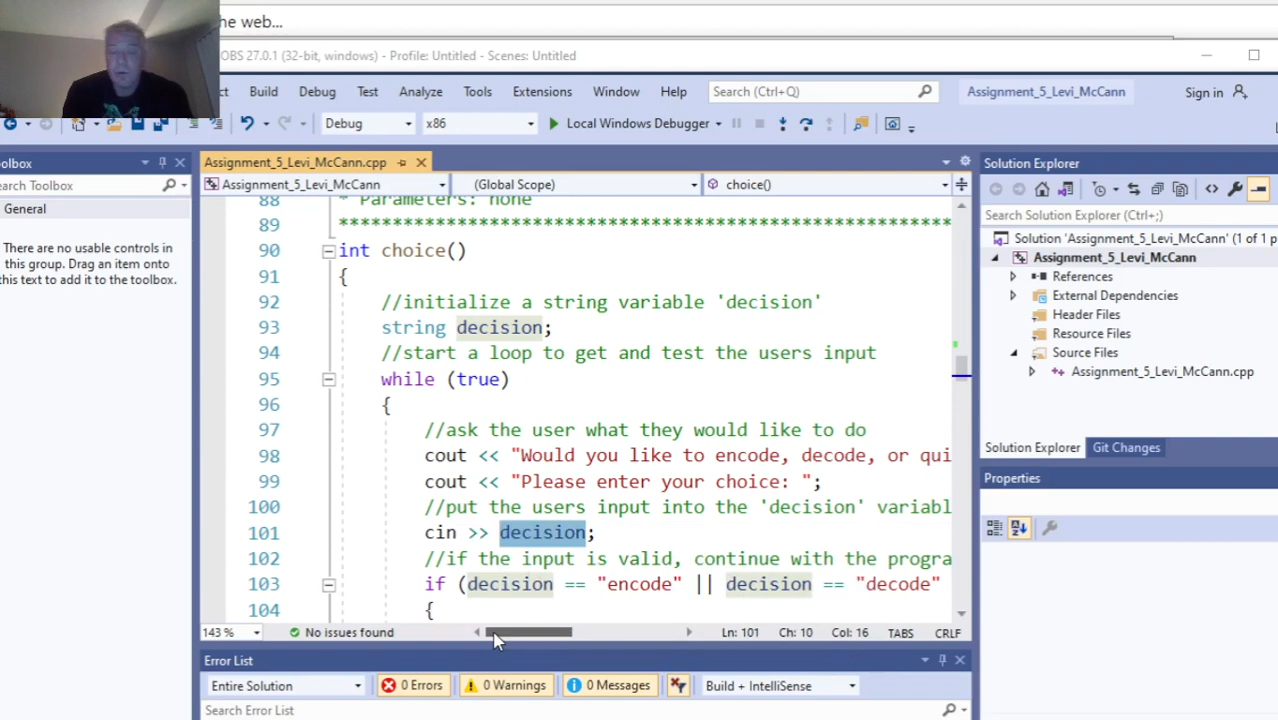 he web...
OBS 27.0.1 (32-bit, windows) - Profile: Untitled - Scenes: Untitled
ct Build Debug Test Analyze Tools Extensions Window Help Search (Ctrl+Q) Assignment_5_Levi_McCann Sign in
Debug x86 Local Windows Debugger
oolbox
Assignment_5_Levi_McCann.cpp
Solution Explorer
earch Toolbox
Assignment_5_Levi_McCann (Global Scope) choice()
General
There are no usable controls in
this group. Drag an item onto
this text to add it to the toolbox.
88 * Parameters: none
89 *********************************************************
90 int choice()
91 {
92 //initialize a string variable 'decision'
93 string decision;
94 //start a loop to get and test the users input
95 while (true)
96 {
97 //ask the user what they would like to do
98 cout << "Would you like to encode, decode, or qui
99 cout << "Please enter your choice: ";
100 //put the users input into the 'decision' variabl
101 cin >> decision;
102 //if the input is valid, continue with the progra
103 if (decision == "encode" || decision == "decode"
104 {
143 % No issues found Ln: 101 Ch: 10 Col: 16 TABS CRLF
Error List
Entire Solution 0 Errors 0 Warnings 0 Messages Build + IntelliSense
Search Error List
Search Solution Explorer (Ctrl+;)
Solution 'Assignment_5_Levi_McCann' (1 of 1 p
Assignment_5_Levi_McCann
References
External Dependencies
Header Files
Resource Files
Source Files
Assignment_5_Levi_McCann.cpp
Solution Explorer Git Changes
Properties